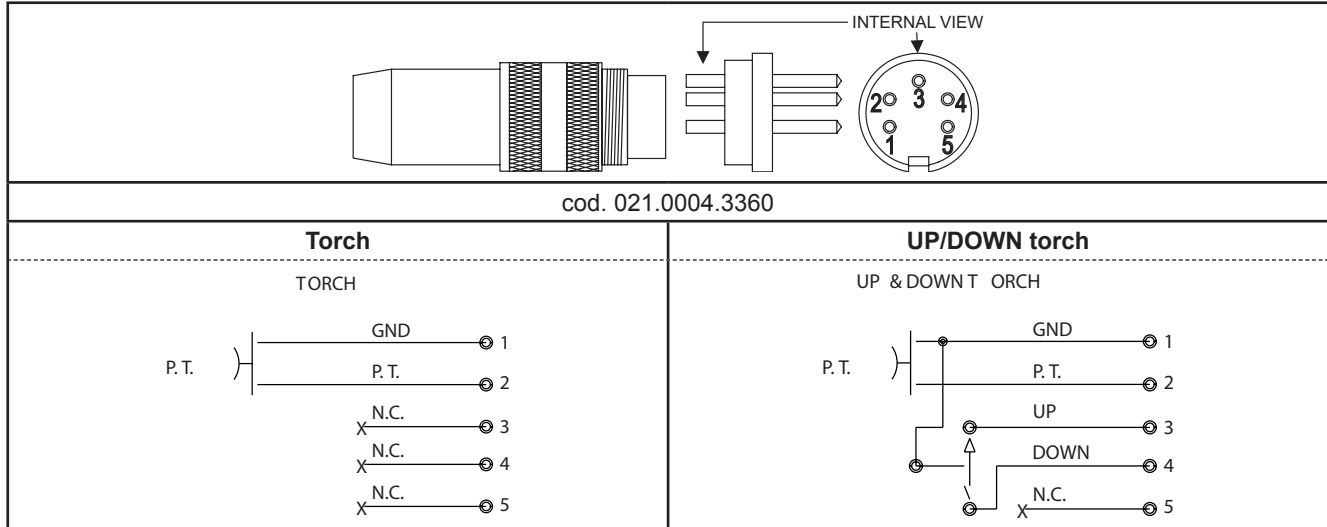 INTERNAL VIEW
3
2 4
1 5
cod. 021.0004.3360
Torch
TORCH
P. T.
GND 1
P. T. 2
N.C. 3
X
N.C. 4
X
N.C. 5
X
UP/DOWN torch
UP & DOWN T ORCH
P. T.
GND 1
P. T. 2
UP 3
DOWN 4
N.C. 5
X